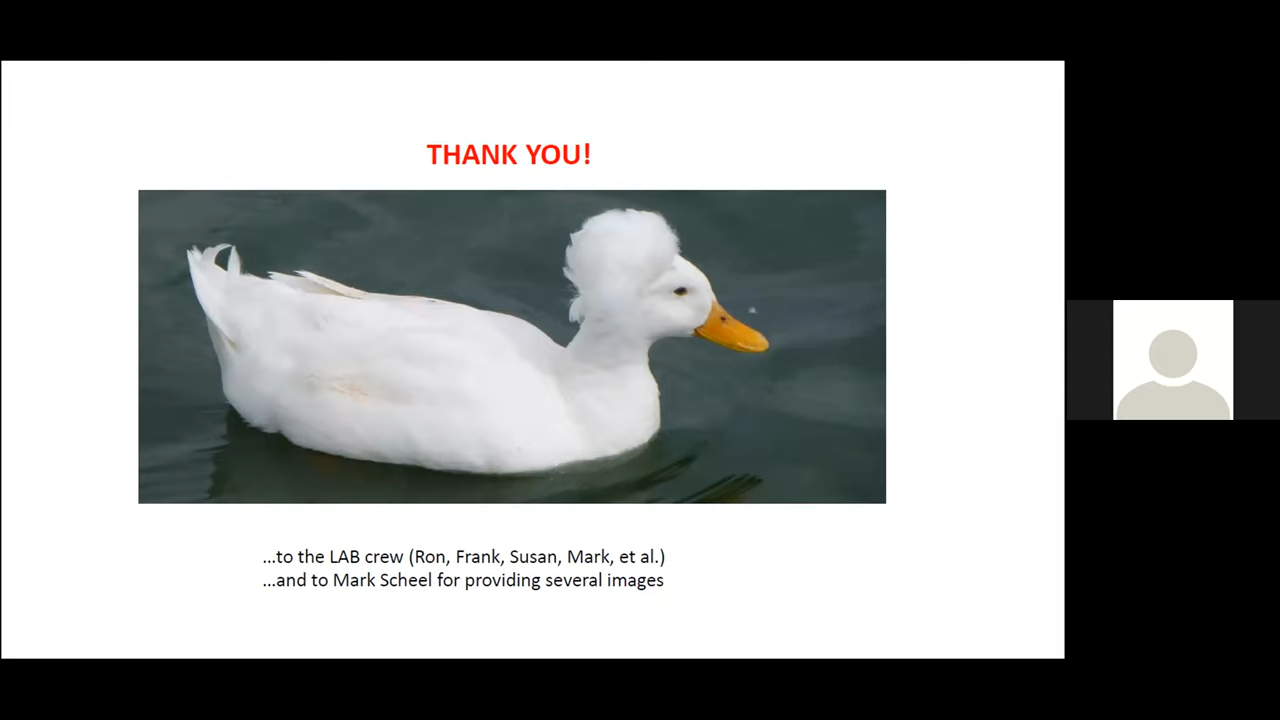 THANK YOU!
...to the LAB crew (Ron, Frank, Susan, Mark, et al.)
...and to Mark Scheel for providing several images